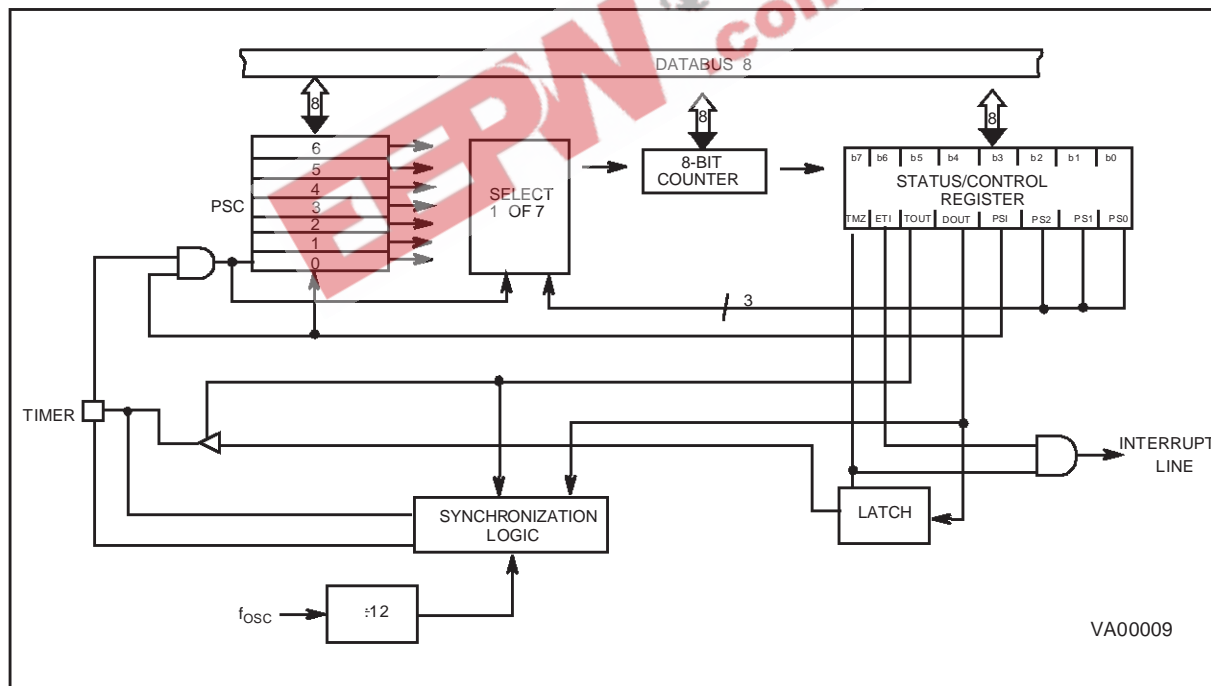 EEPW.com
DATABUS 8
8
8
8
6
5
4
3
2
1
0
PSC
SELECT
1 OF 7
8-BIT
COUNTER
b7 b6 b5 b4 b3 b2 b1 b0
STATUS/CONTROL
REGISTER
TMZ ETI TOUT DOUT PSI PS2 PS1 PS0
3
TIMER
INTERRUPT
LINE
SYNCHRONIZATION
LOGIC
LATCH
fOSC
÷12
VA00009